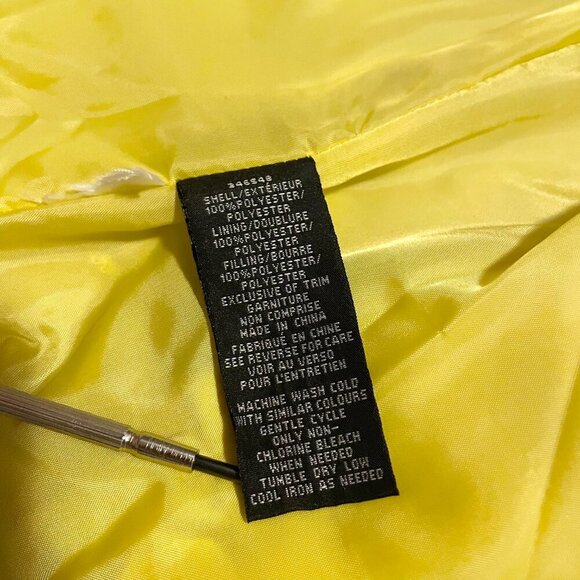 346948
SHELL/EXTÉRIEUR
100%POLYESTER/
POLYESTER
LINING/DOUBLURE
100%POLYESTER/
POLYESTER
FILLING/BOURRE
100%POLYESTER/
POLYESTER
EXCLUSIVE OF TRIM
GARNITURE
NON COMPRISE
MADE IN CHINA
FABRIQUÉ EN CHINE
SEE REVERSE FOR CARE
VOIR AU VERSO
POUR L'ENTRETIEN
MACHINE WASH COLD
WITH SIMILAR COLOURS
GENTLE CYCLE
ONLY NON-
CHLORINE BLEACH
WHEN NEEDED
TUMBLE DRY LOW
COOL IRON AS NEEDED